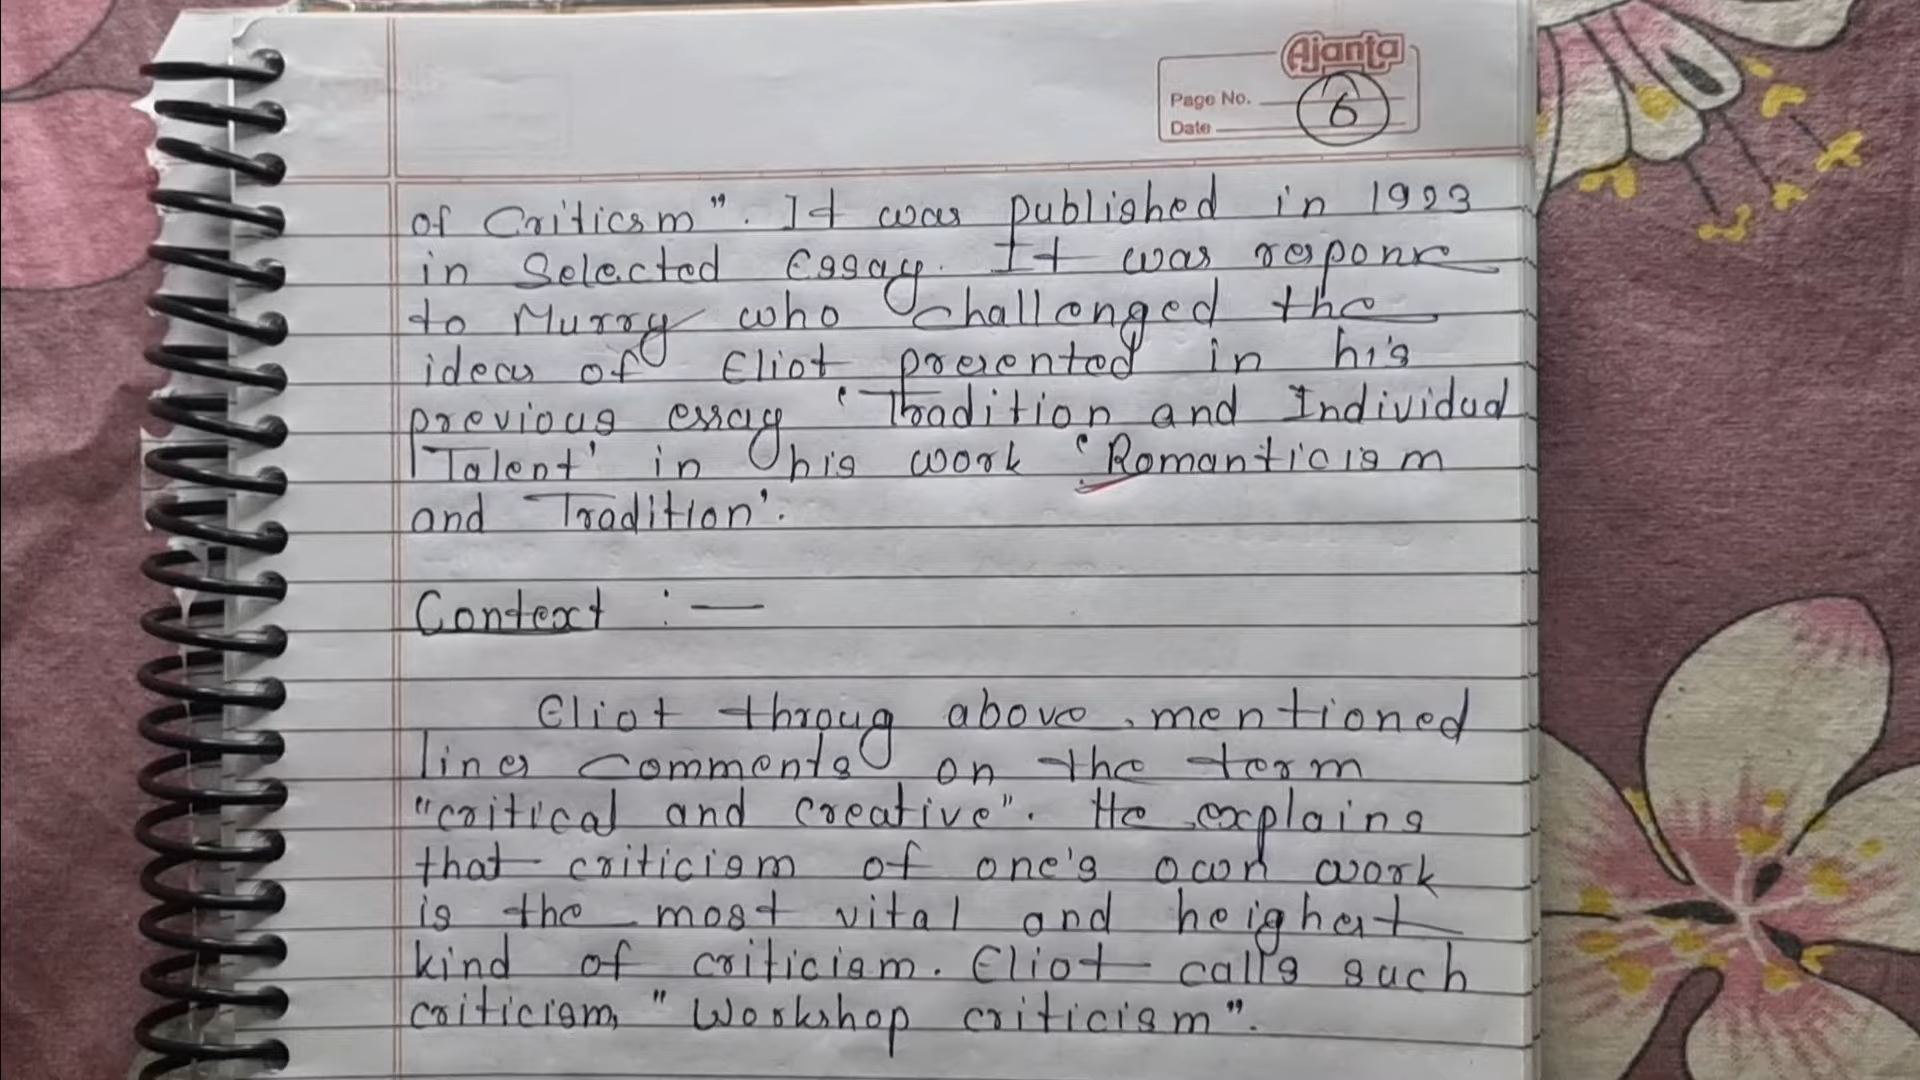 Ajanta
Page No. 6
Date
of Criticsm". It was published in 1923
in Selected Essay. It was response
to Murry who challenged the
ideas of Eliot presented in his
previous essay 'Tradition and Individual
Talent' in his work 'Romanticism
and Tradition'.
Context :—
Eliot throug above mentioned
lines comments on the term
"critical and creative". He explains
that criticism of one's own work
is the most vital and heighest
kind of criticism. Eliot calls such
criticism, "Workshop criticism".